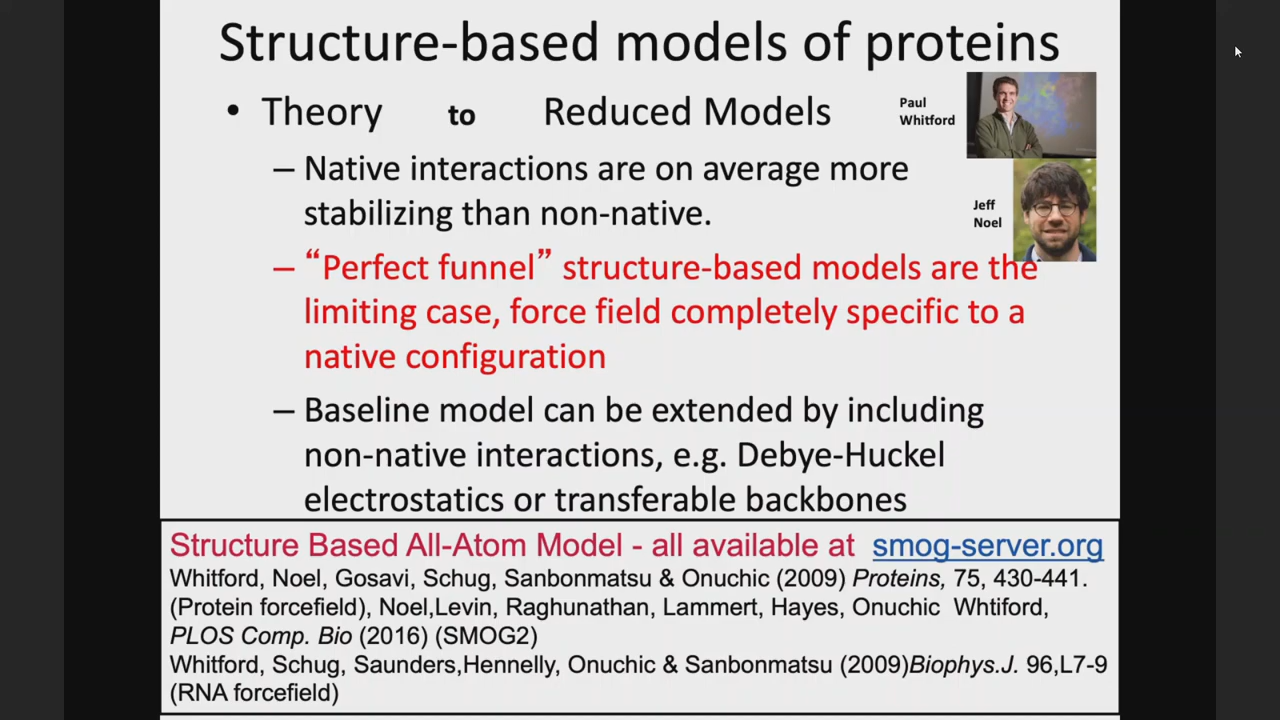 Structure-based models of proteins
• Theory to Reduced Models
Paul
Whitford
– Native interactions are on average more
stabilizing than non-native.
Jeff
Noel
– “Perfect funnel” structure-based models are the
limiting case, force field completely specific to a
native configuration
– Baseline model can be extended by including
non-native interactions, e.g. Debye-Huckel
electrostatics or transferable backbones
Structure Based All-Atom Model - all available at smog-server.org
Whitford, Noel, Gosavi, Schug, Sanbonmatsu & Onuchic (2009) Proteins, 75, 430-441.
(Protein forcefield), Noel,Levin, Raghunathan, Lammert, Hayes, Onuchic Whtiford,
PLOS Comp. Bio (2016) (SMOG2)
Whitford, Schug, Saunders,Hennelly, Onuchic & Sanbonmatsu (2009)Biophys.J. 96,L7-9
(RNA forcefield)